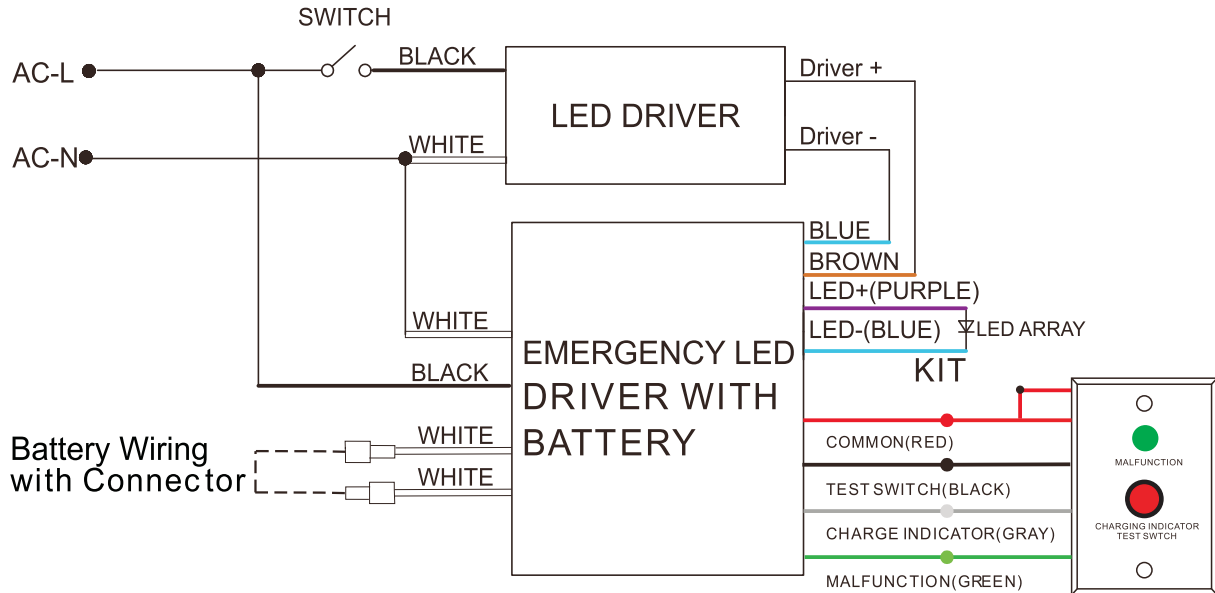 SWITCH
AC-L
BLACK
LED DRIVER
Driver +
AC-N
WHITE
Driver -
BLUE
BROWN
LED+(PURPLE)
WHITE
LED-(BLUE)
LED ARRAY
EMERGENCY LED
DRIVER WITH
BATTERY
BLACK
KIT
Battery Wiring
with Connector
WHITE
WHITE
COMMON(RED)
TEST SWITCH(BLACK)
CHARGE INDICATOR(GRAY)
MALFUNCTION(GREEN)
MALFUNCTION
CHARGING INDICATOR
TEST SWTCH